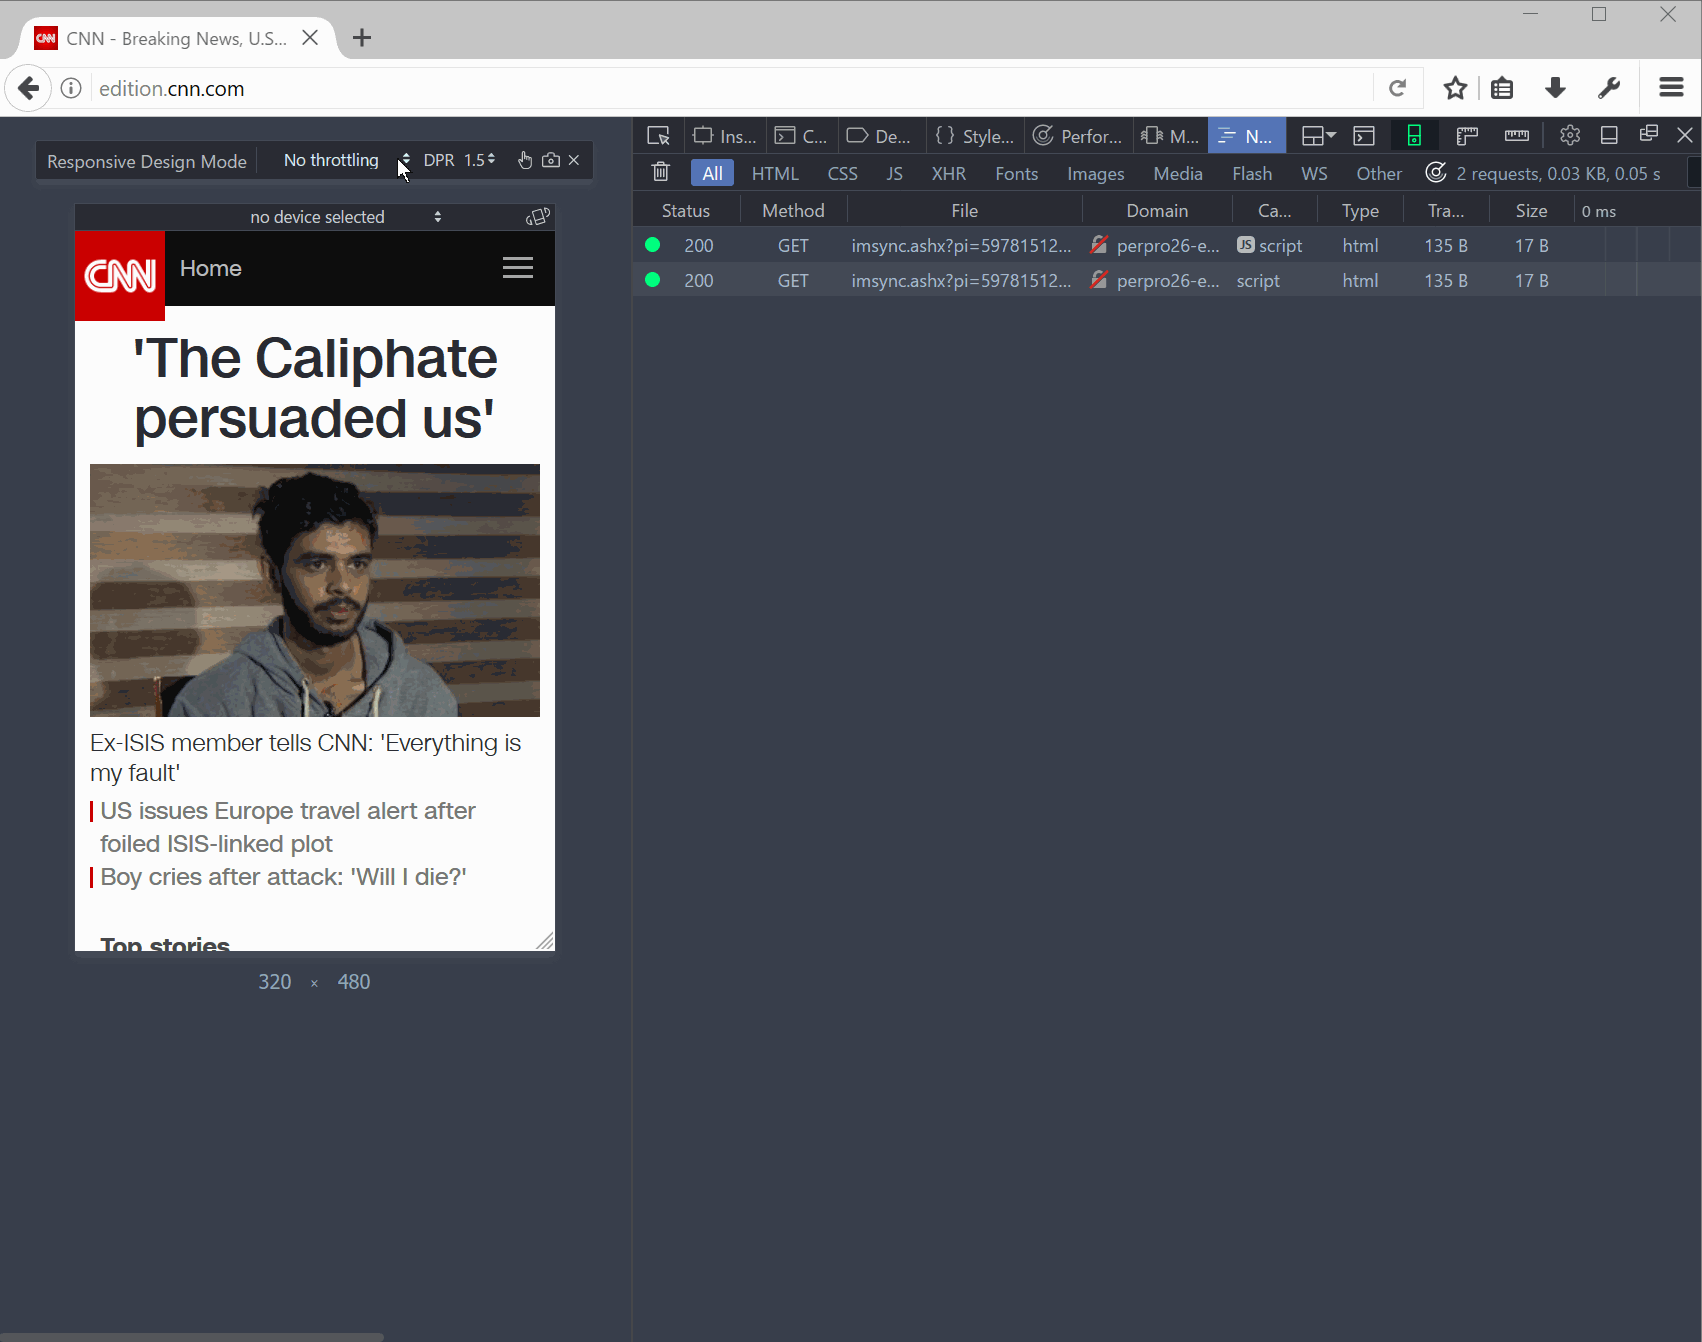 CNN CNN - Breaking News, U.S...
edition.cnn.com
Responsive Design Mode No throttling DPR 1.5
no device selected
CNN Home
'The Caliphate
persuaded us'
Ex-ISIS member tells CNN: 'Everything is
my fault'
US issues Europe travel alert after
foiled ISIS-linked plot
Boy cries after attack: 'Will I die?'
Top stories
320 × 480
Ins... C... De... Style... Perfor... M... N...
All HTML CSS JS XHR Fonts Images Media Flash WS Other 2 requests, 0.03 KB, 0.05 s
Status Method File Domain Ca... Type Tra... Size 0 ms
200 GET imsync.ashx?pi=59781512... perpro26-e... JS script html 135 B 17 B
200 GET imsync.ashx?pi=59781512... perpro26-e... script html 135 B 17 B